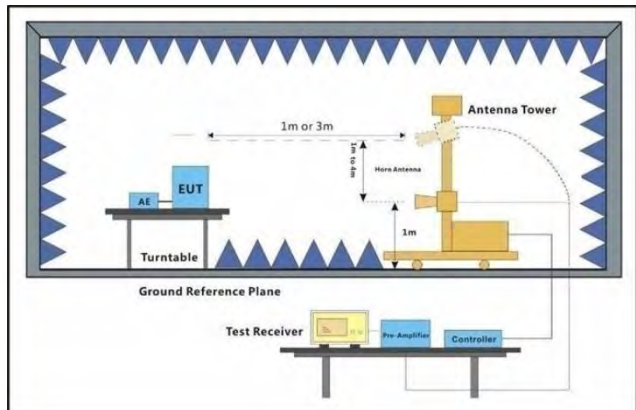 1m or 3m
Antenna Tower
1m to 4m
Horn Antenna
EUT
AE
1m
Turntable
Ground Reference Plane
Test Receiver
Pre-Amplifier
Controller